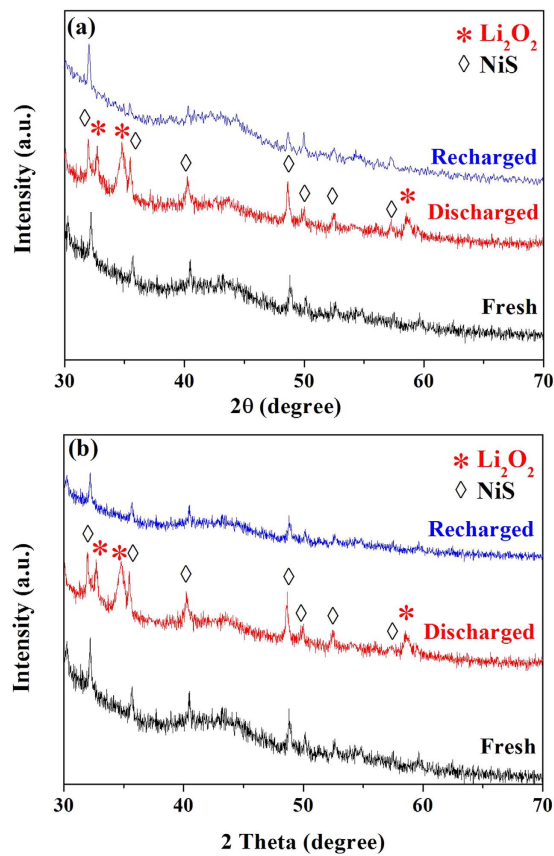 (a)
* Li₂O₂
◇ NiS
Recharged
Discharged
Fresh
Intensity (a.u.)
30 40 50 60 70
2θ (degree)
(b)
* Li₂O₂
◇ NiS
Recharged
Discharged
Fresh
Intensity (a.u.)
30 40 50 60 70
2 Theta (degree)